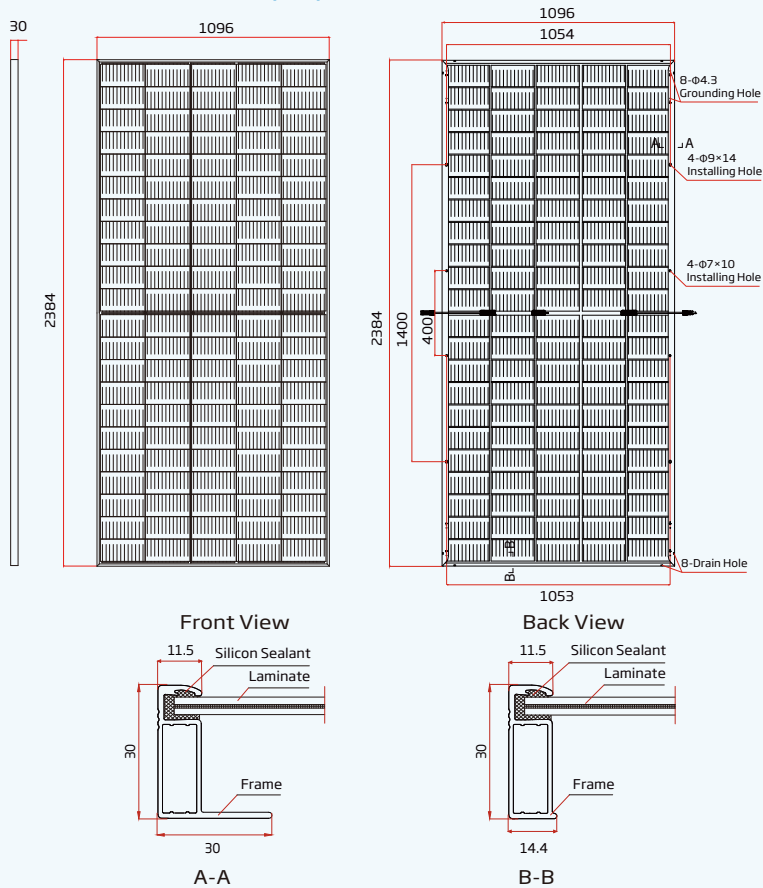 30
1096
2384
1096
1054
8-Φ4.3
Grounding Hole
A
A
4-Φ9×14
Installing Hole
4-Φ7×10
Installing Hole
2384
1400
400
B
B
8-Drain Hole
1053
Front View
Back View
11.5
Silicon Sealant
Laminate
30
Frame
30
A-A
11.5
Silicon Sealant
Laminate
30
Frame
14.4
B-B